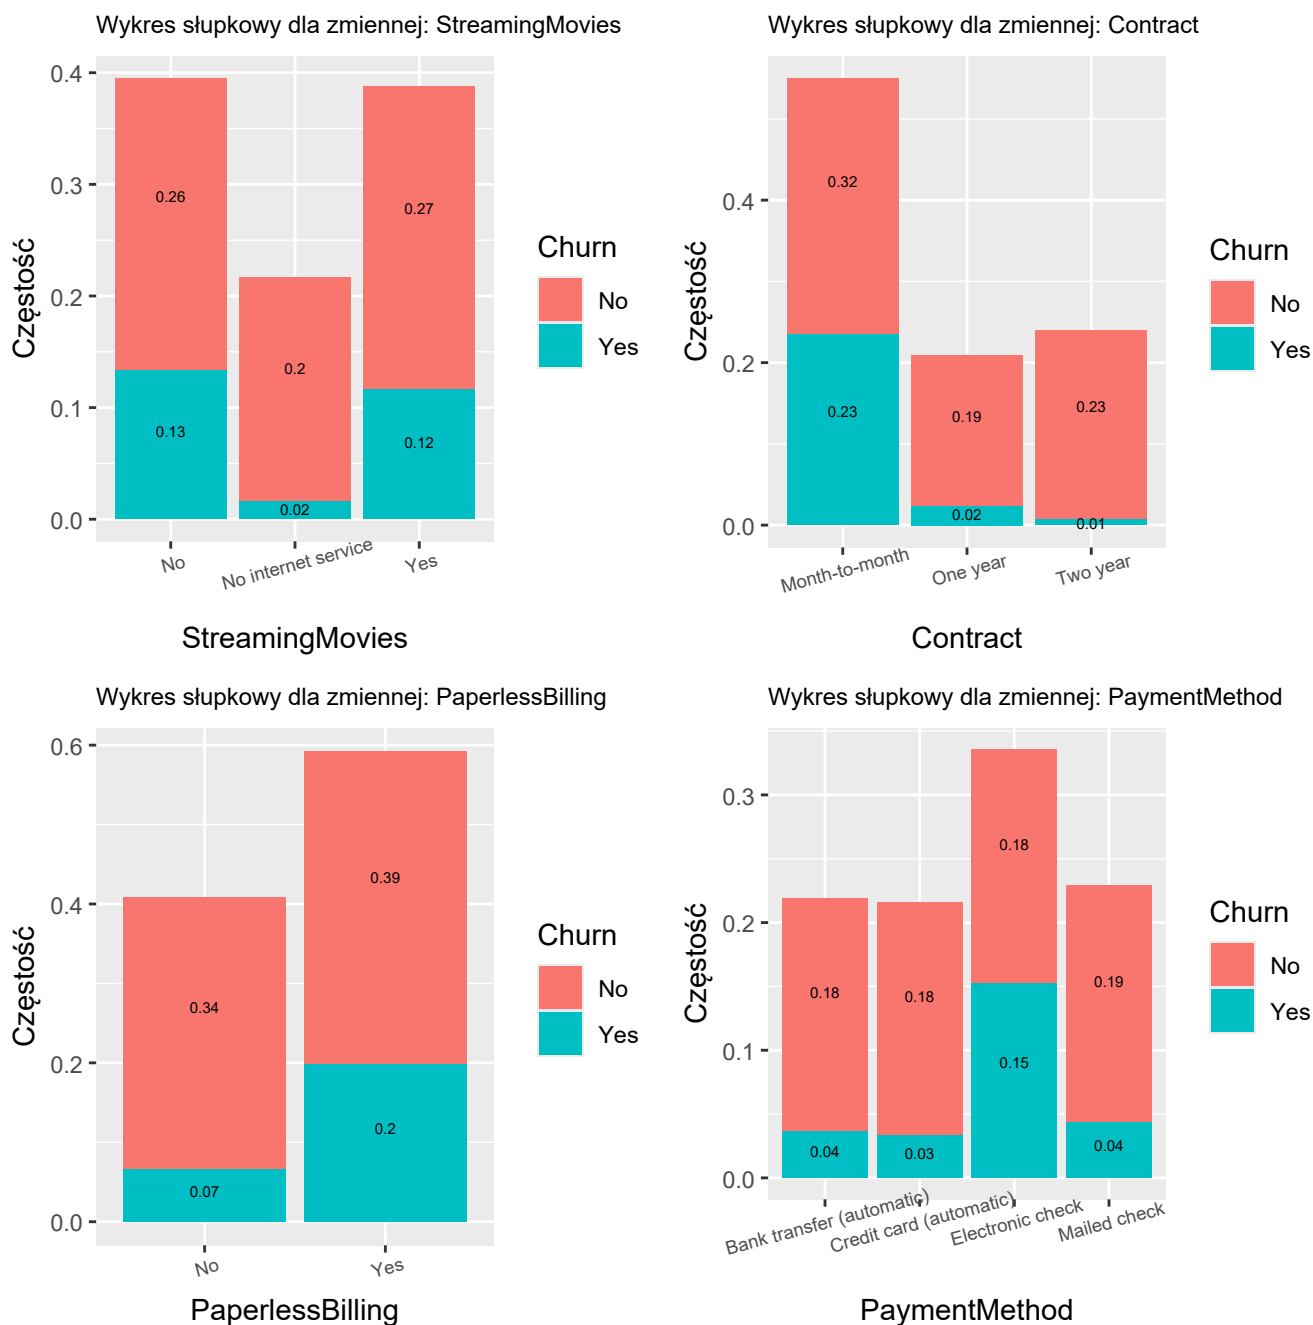 Wykres słupkowy dla zmiennej: StreamingMovies
Częstość
0.4
0.3
0.2
0.1
0.0
0.26
0.13
0.2
0.02
0.27
0.12
No
No internet service
Yes
StreamingMovies
Churn
No
Yes
Wykres słupkowy dla zmiennej: Contract
Częstość
0.4
0.2
0.0
0.32
0.23
0.19
0.02
0.23
0.01
Month-to-month
One year
Two year
Contract
Churn
No
Yes
Wykres słupkowy dla zmiennej: PaperlessBilling
Częstość
0.6
0.4
0.2
0.0
0.34
0.07
0.39
0.2
No
Yes
PaperlessBilling
Churn
No
Yes
Wykres słupkowy dla zmiennej: PaymentMethod
Częstość
0.3
0.2
0.1
0.0
0.18
0.04
0.18
0.03
0.18
0.15
0.19
0.04
Bank transfer (automatic)
Credit card (automatic)
Electronic check
Mailed check
PaymentMethod
Churn
No
Yes